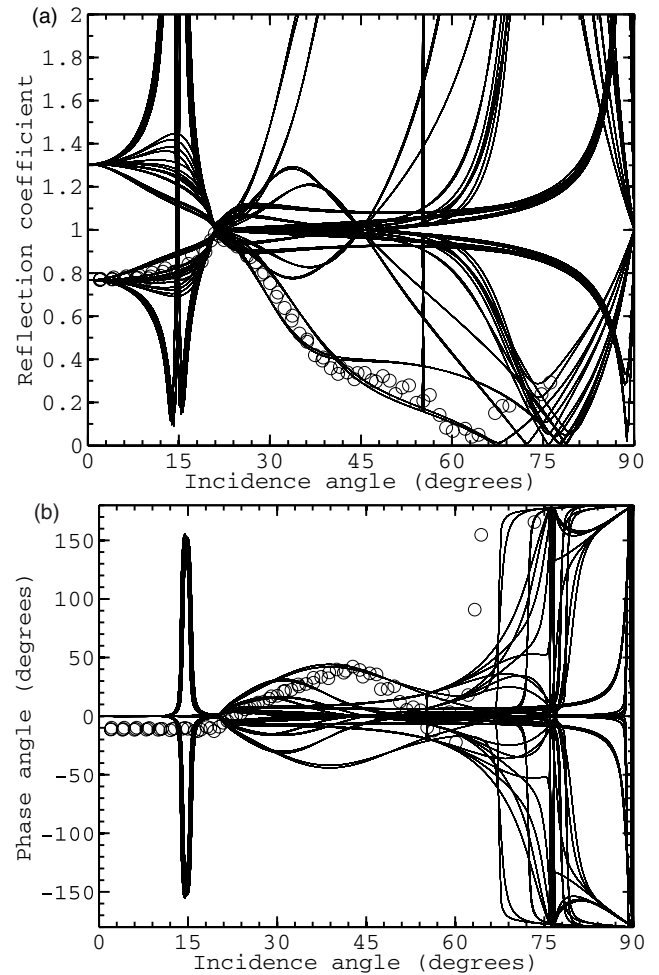 (a)
Reflection coefficient
2
1.8
1.6
1.4
1.2
1
0.8
0.6
0.4
0.2
0
0 15 30 45 60 75 90
Incidence angle (degrees)
(b)
Phase angle (degrees)
150
100
50
0
-50
-100
-150
0 15 30 45 60 75 90
Incidence angle (degrees)